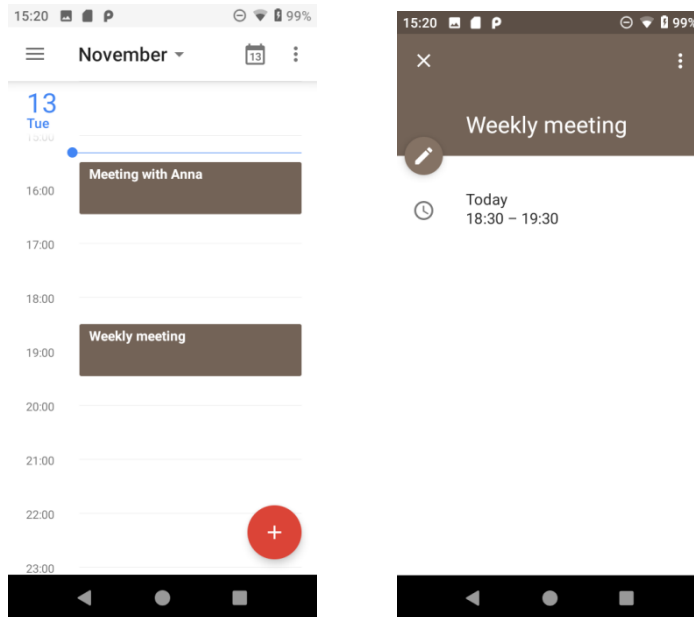 15:20 99%
November 13
13
Tue
15:00
Meeting with Anna
16:00
17:00
18:00
Weekly meeting
19:00
20:00
21:00
22:00
23:00
15:20 99%
Weekly meeting
Today
18:30 – 19:30